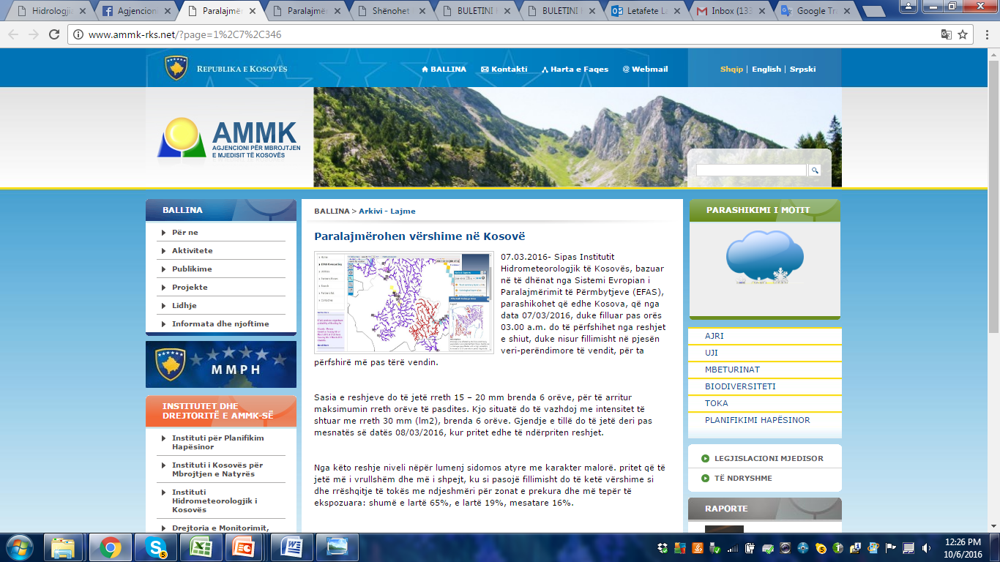 Hidrologji
Agjencioni
Paralajmër
Paralajmë
Shënohet
BULETINI
BULETINI
Letafete La
Inbox (133
Google Tra
www.ammk-rks.net/?page=1%2C7%2C346
REPUBLIKA E KOSOVËS
BALLINA
Kontakti
Harta e Faqes
@ Webmail
Shqip | English | Srpski
AMMK
AGJENCIONI PËR MBROJTJEN
E MJEDISIT TË KOSOVËS
BALLINA
Për ne
Aktivitete
Publikime
Projekte
Lidhje
Informata dhe njoftime
MMPH
INSTITUTET DHE
DREJTORITË E AMMK-SË
Instituti për Planifikim
Hapësinor
Instituti i Kosovës për
Mbrojtjen e Natyrës
Instituti
Hidrometeorologjik i
Kosovës
Drejtoria e Monitorimit,
BALLINA > Arkivi - Lajme
Paralajmërohen vërshime në Kosovë
07.03.2016- Sipas Institutit
Hidrometeorologjik të Kosovës, bazuar
në të dhënat nga Sistemi Evropian i
Paralajmërimit të Përmbytjeve (EFAS),
parashikohet që edhe Kosova, që nga
data 07/03/2016, duke filluar pas orës
03.00 a.m. do të përfshihet nga reshjet
e shiut, duke nisur fillimisht në pjesën
veri-perëndimore të vendit, për ta
përfshirë më pas tërë vendin.
Sasia e reshjeve do të jetë rreth 15 – 20 mm brenda 6 orëve, për të arritur
maksimumin rreth orëve të pasdites. Kjo situatë do të vazhdoj me intensitet të
shtuar me rreth 30 mm (lm2), brenda 6 orëve. Gjendje e tillë do të jetë deri pas
mesnatës së datës 08/03/2016, kur pritet edhe të ndërpriten reshjet.
Nga këto reshje niveli nëpër lumenj sidomos atyre me karakter malorë. pritet që të
jetë më i vrullshëm dhe më i shpejt, ku si pasojë fillimisht do të ketë vërshime si
dhe rrëshqitje të tokës me ndjeshmëri për zonat e prekura dhe më tepër të
ekspozuara: shumë e lartë 65%, e lartë 19%, mesatare 16%.
PARASHIKIMI I MOTIT
AJRI
UJI
MBETURINAT
BIODIVERSITETI
TOKA
PLANIFIKIMI HAPËSINOR
LEGJISLACIONI MJEDISOR
TË NDRYSHME
RAPORTE
12:26 PM
10/6/2016